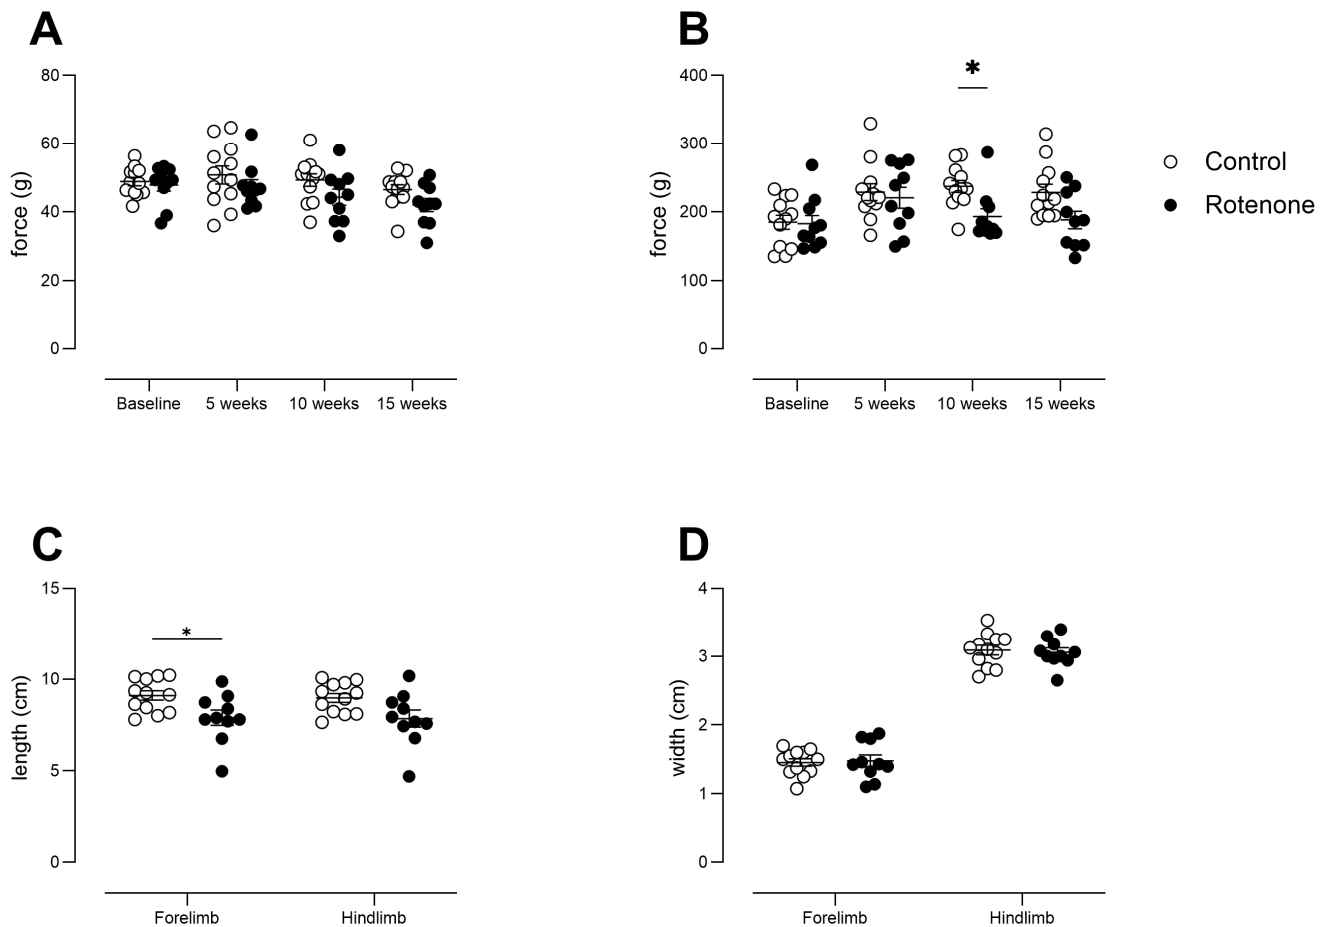 A
B
80
60
40
20
0
force (g)
Baseline
5 weeks
10 weeks
15 weeks
400
300
200
100
0
force (g)
*
Baseline
5 weeks
10 weeks
15 weeks
Control
Rotenone
C
D
15
10
5
0
length (cm)
*
Forelimb
Hindlimb
4
3
2
1
0
width (cm)
Forelimb
Hindlimb